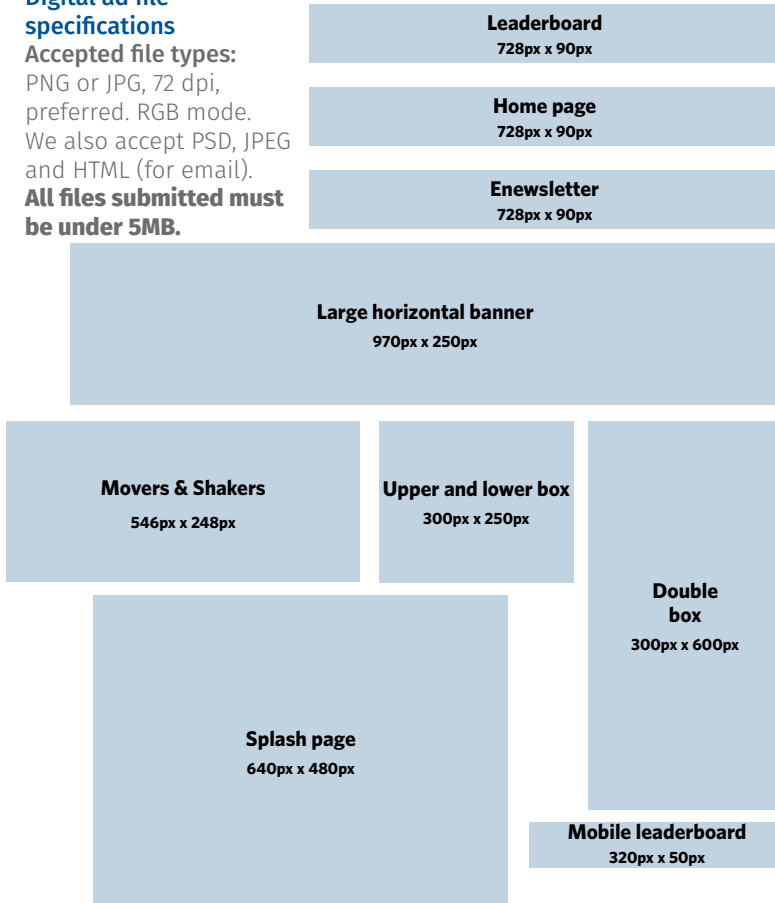 Digital ad file
specifications
Accepted file types:
PNG or JPG, 72 dpi,
preferred. RGB mode.
We also accept PSD, JPEG
and HTML (for email).
All files submitted must
be under 5MB.
Leaderboard
728px x 90px
Home page
728px x 90px
Enewsletter
728px x 90px
Large horizontal banner
970px x 250px
Movers & Shakers
546px x 248px
Upper and lower box
300px x 250px
Double
box
300px x 600px
Splash page
640px x 480px
Mobile leaderboard
320px x 50px